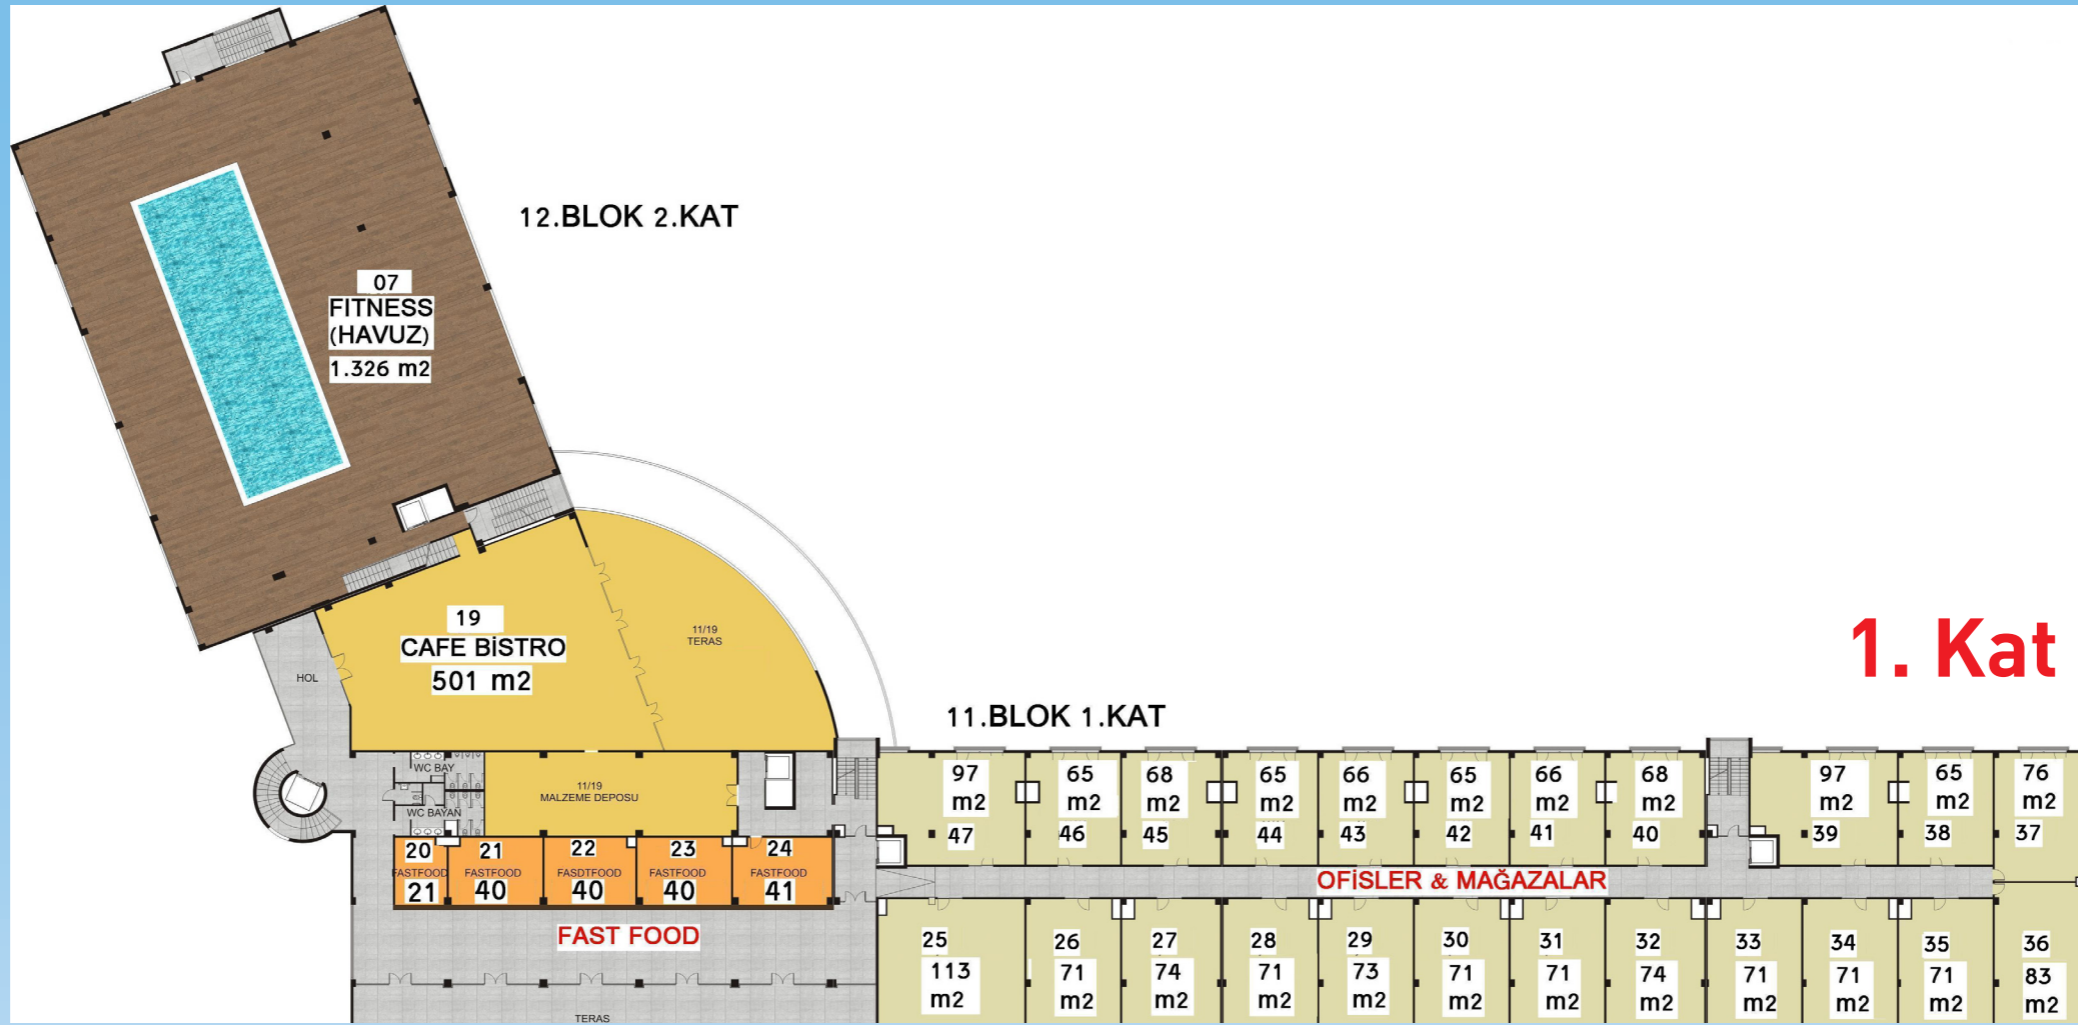 12.BLOK 2.KAT
07
FITNESS
(HAVUZ)
1.326 m2
19
CAFE BİSTRO
501 m2
11/19
TERAS
HOL
1. Kat
11.BLOK 1.KAT
WC BAY
WC BAYAN
11/19
MALZEME DEPOSU
97
m2
47
65
m2
46
68
m2
45
65
m2
44
66
m2
43
65
m2
42
66
m2
41
68
m2
40
97
m2
39
65
m2
38
76
m2
37
20
FASTFOOD
21
21
FASTFOOD
40
22
FASDTFOOD
40
23
FASTFOOD
40
24
FASTFOOD
41
OFİSLER & MAĞAZALAR
FAST FOOD
25
113
m2
26
71
m2
27
74
m2
28
71
m2
29
73
m2
30
71
m2
31
71
m2
32
74
m2
33
71
m2
34
71
m2
35
71
m2
36
83
m2
TERAS